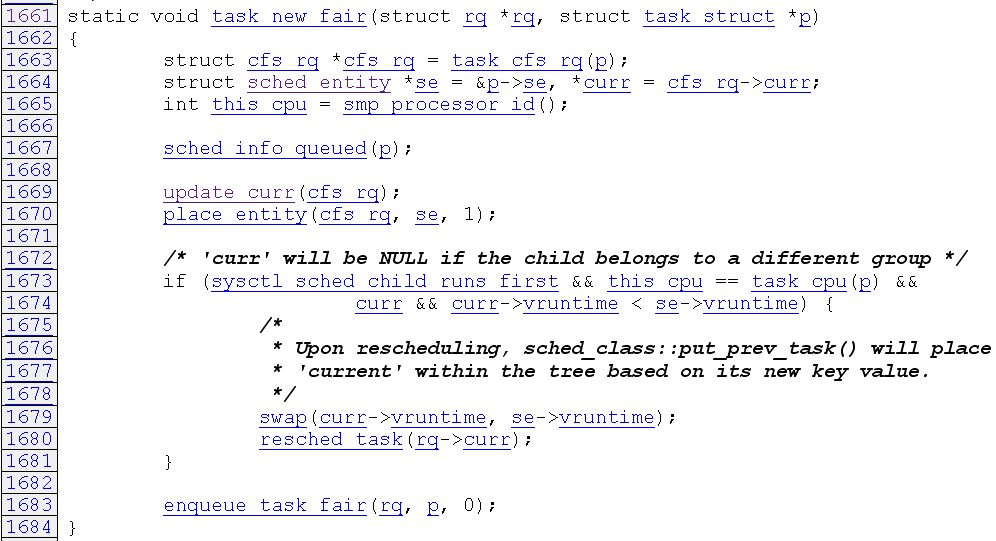 1661 static void task_new_fair(struct rq *rq, struct task_struct *p)
1662 {
1663 struct cfs_rq *cfs_rq = task_cfs_rq(p);
1664 struct sched_entity *se = &p->se, *curr = cfs_rq->curr;
1665 int this_cpu = smp_processor_id();
1666
1667 sched_info_queued(p);
1668
1669 update_curr(cfs_rq);
1670 place_entity(cfs_rq, se, 1);
1671
1672 /* 'curr' will be NULL if the child belongs to a different group */
1673 if (sysctl_sched_child_runs_first && this_cpu == task_cpu(p) &&
1674 curr && curr->vruntime < se->vruntime) {
1675 /*
1676 * Upon rescheduling, sched_class::put_prev_task() will place
1677 * 'current' within the tree based on its new key value.
1678 */
1679 swap(curr->vruntime, se->vruntime);
1680 resched_task(rq->curr);
1681 }
1682
1683 enqueue_task_fair(rq, p, 0);
1684 }